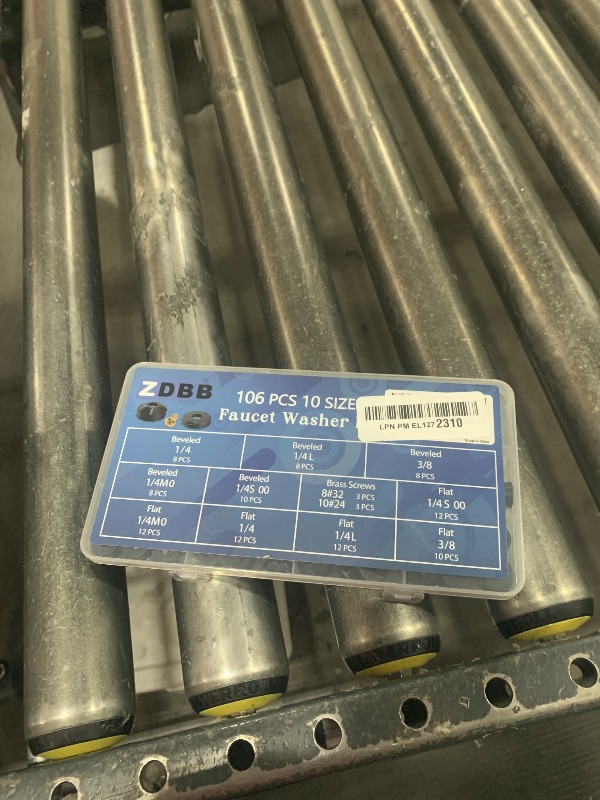 ZDBB
106 PCS 10 SIZE
Faucet Washer
LPN PM EL127 2310
Made in China
Beveled
1/4
8 PCS
Beveled
1/4 L
8 PCS
Beveled
3/8
8 PCS
Beveled
1/4M0
8 PCS
Beveled
1/4S 00
10 PCS
Brass Screws
8#32 3 PCS
10#24 3 PCS
Flat
1/4 S 00
12 PCS
Flat
1/4M0
12 PCS
Flat
1/4
12 PCS
Flat
1/4L
12 PCS
Flat
3/8
10 PCS